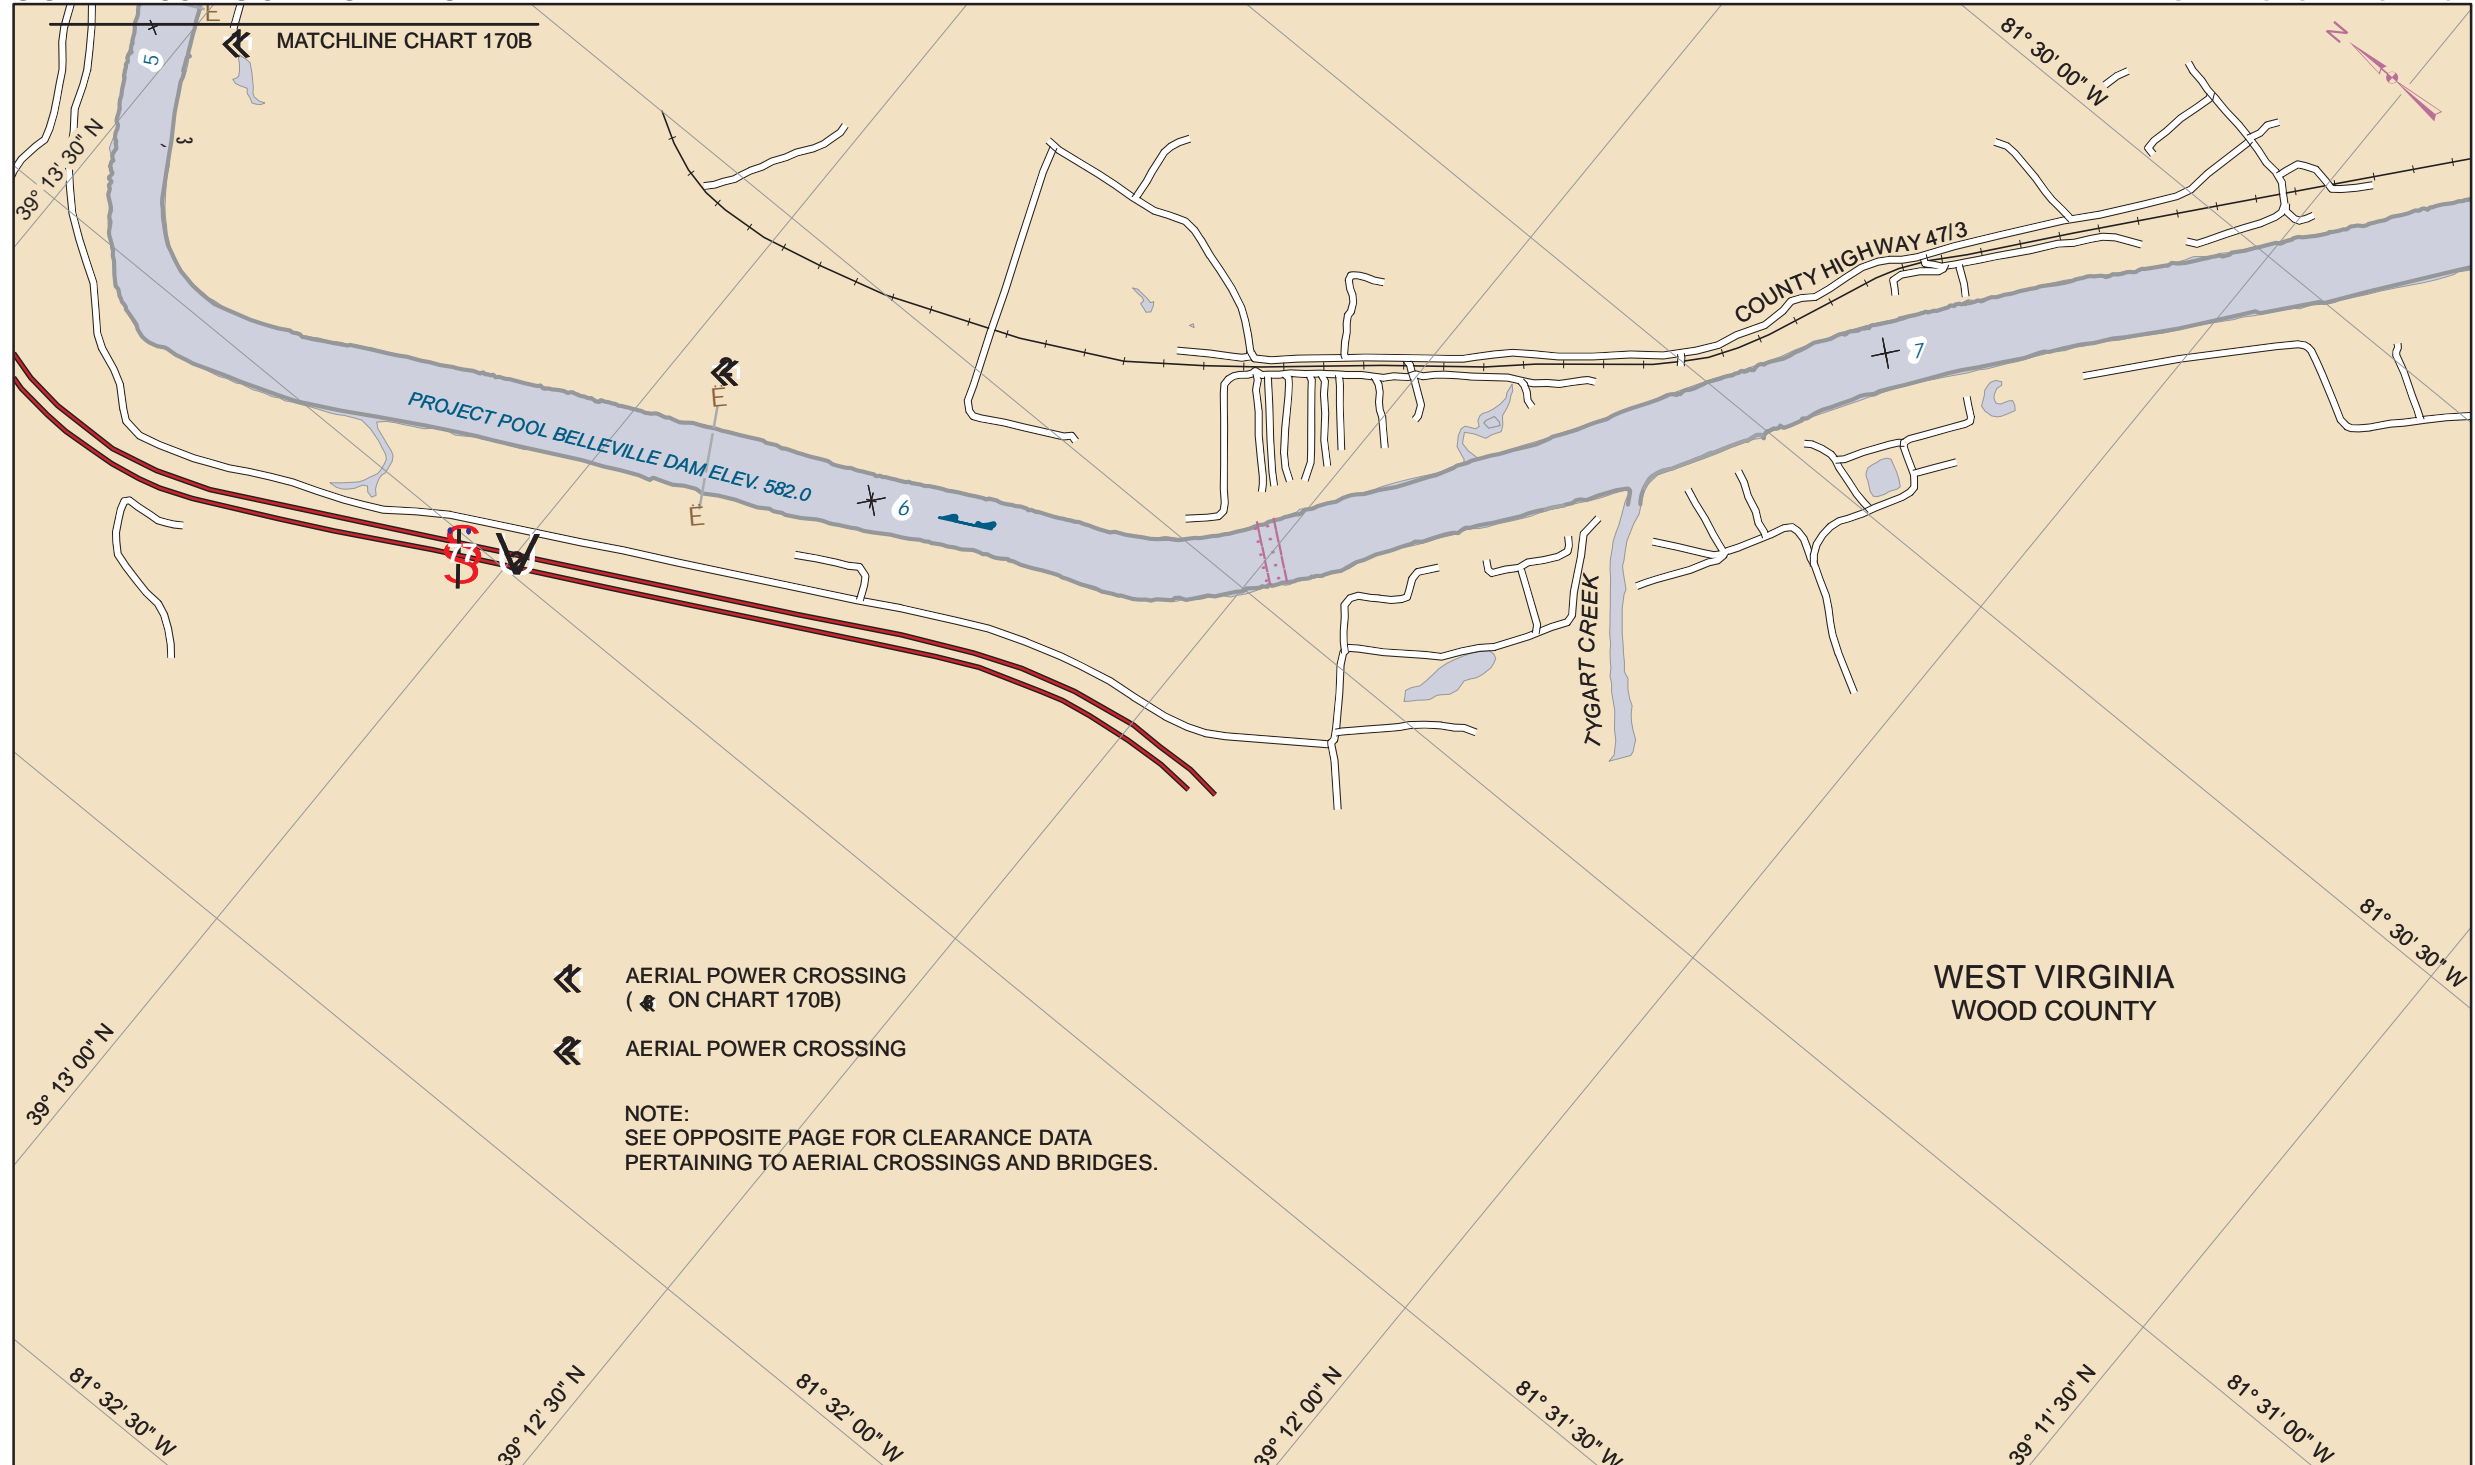 MATCHLINE CHART 170B
5
N
81° 30' 00" W
39° 13' 30" N
3
COUNTY HIGHWAY 47/3
7
PROJECT POOL BELLEVILLE DAM ELEV. 582.0
6
77
TYGART CREEK
81° 30' 30" W
WEST VIRGINIA
WOOD COUNTY
1 AERIAL POWER CROSSING
( ON CHART 170B)
2 AERIAL POWER CROSSING
NOTE:
SEE OPPOSITE PAGE FOR CLEARANCE DATA
PERTAINING TO AERIAL CROSSINGS AND BRIDGES.
39° 13' 00" N
81° 32' 30" W
39° 12' 30" N
81° 32' 00" W
39° 12' 00" N
81° 31' 30" W
39° 11' 30" N
81° 31' 00" W